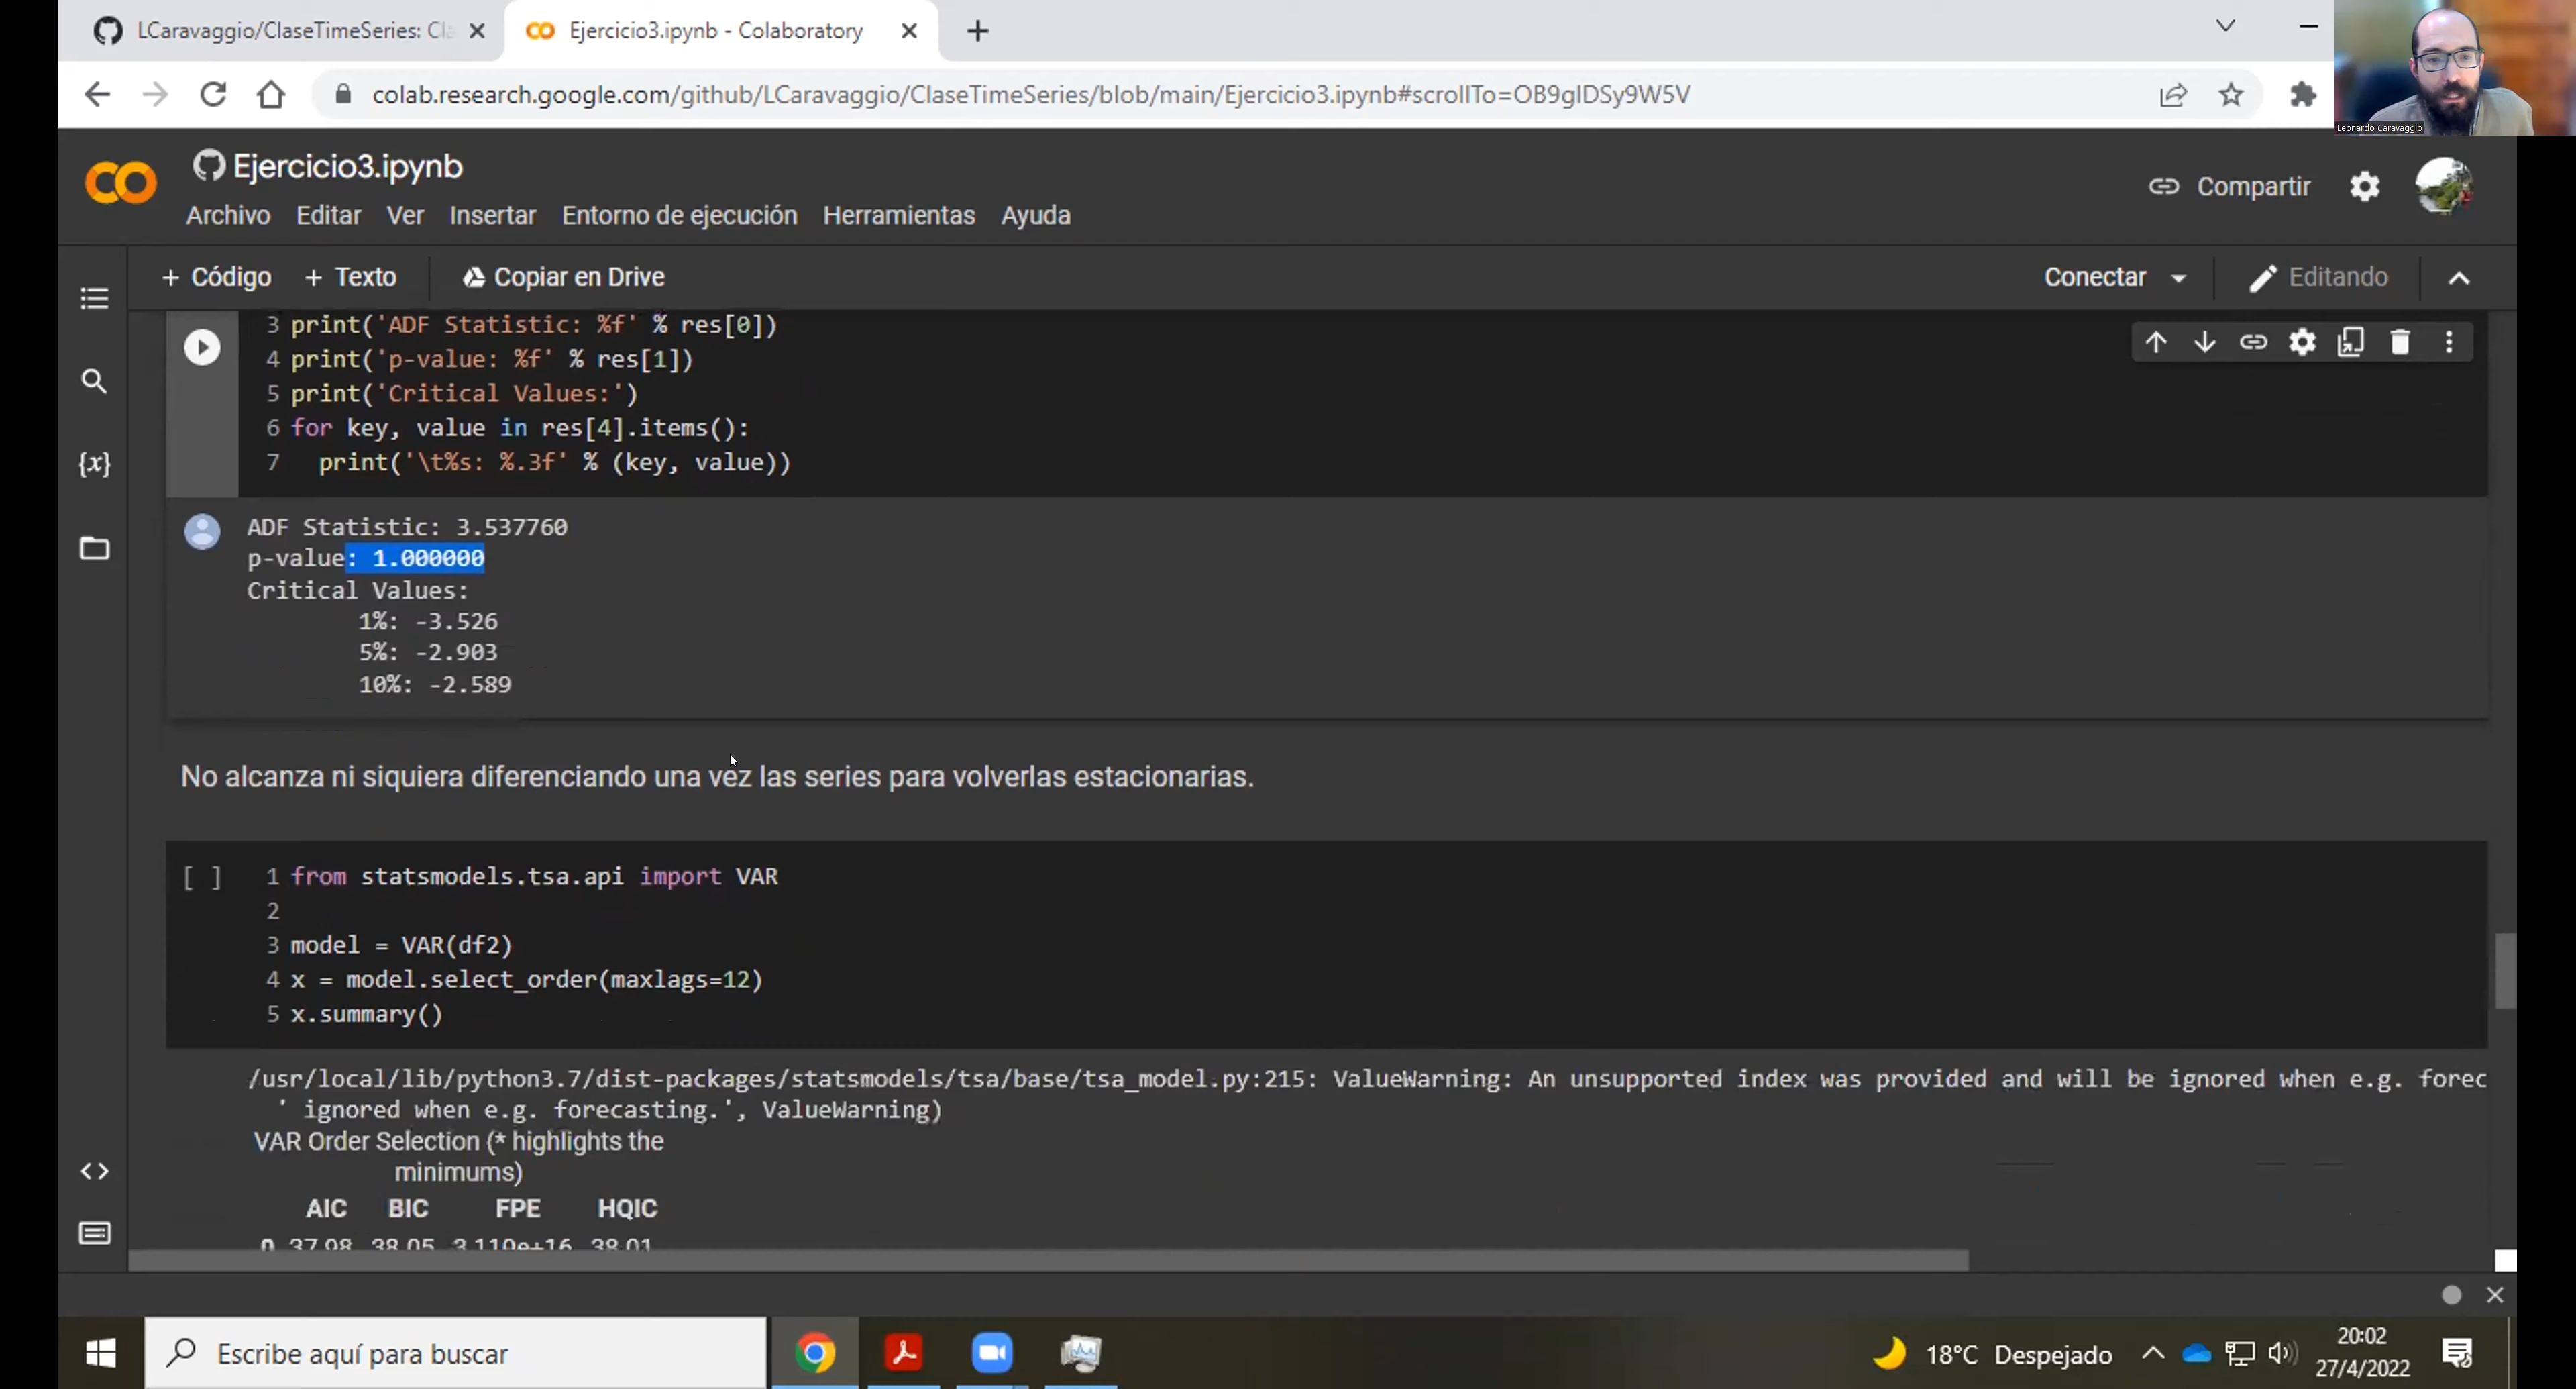 LCaravaggio/ClaseTimeSeries: Cl
Ejercicio3.ipynb - Colaboratory
colab.research.google.com/github/LCaravaggio/ClaseTimeSeries/blob/main/Ejercicio3.ipynb#scrollTo=OB9gIDSy9W5V
Leonardo Caravaggio
Ejercicio3.ipynb
Compartir
Archivo Editar Ver Insertar Entorno de ejecución Herramientas Ayuda
+ Código + Texto Copiar en Drive Conectar Editando
3 print('ADF Statistic: %f' % res[0])
4 print('p-value: %f' % res[1])
5 print('Critical Values:')
6 for key, value in res[4].items():
7 print('\t%s: %.3f' % (key, value))
ADF Statistic: 3.537760
p-value: 1.000000
Critical Values:
1%: -3.526
5%: -2.903
10%: -2.589
No alcanza ni siquiera diferenciando una vez las series para volverlas estacionarias.
[ ] 1 from statsmodels.tsa.api import VAR
2
3 model = VAR(df2)
4 x = model.select_order(maxlags=12)
5 x.summary()
/usr/local/lib/python3.7/dist-packages/statsmodels/tsa/base/tsa_model.py:215: ValueWarning: An unsupported index was provided and will be ignored when e.g. forec
' ignored when e.g. forecasting.', ValueWarning)
VAR Order Selection (* highlights the
minimums)
AIC BIC FPE HQIC
0 37.98 38.05 3.110e+16 38.01
Escribe aquí para buscar
18°C Despejado
20:02
27/4/2022